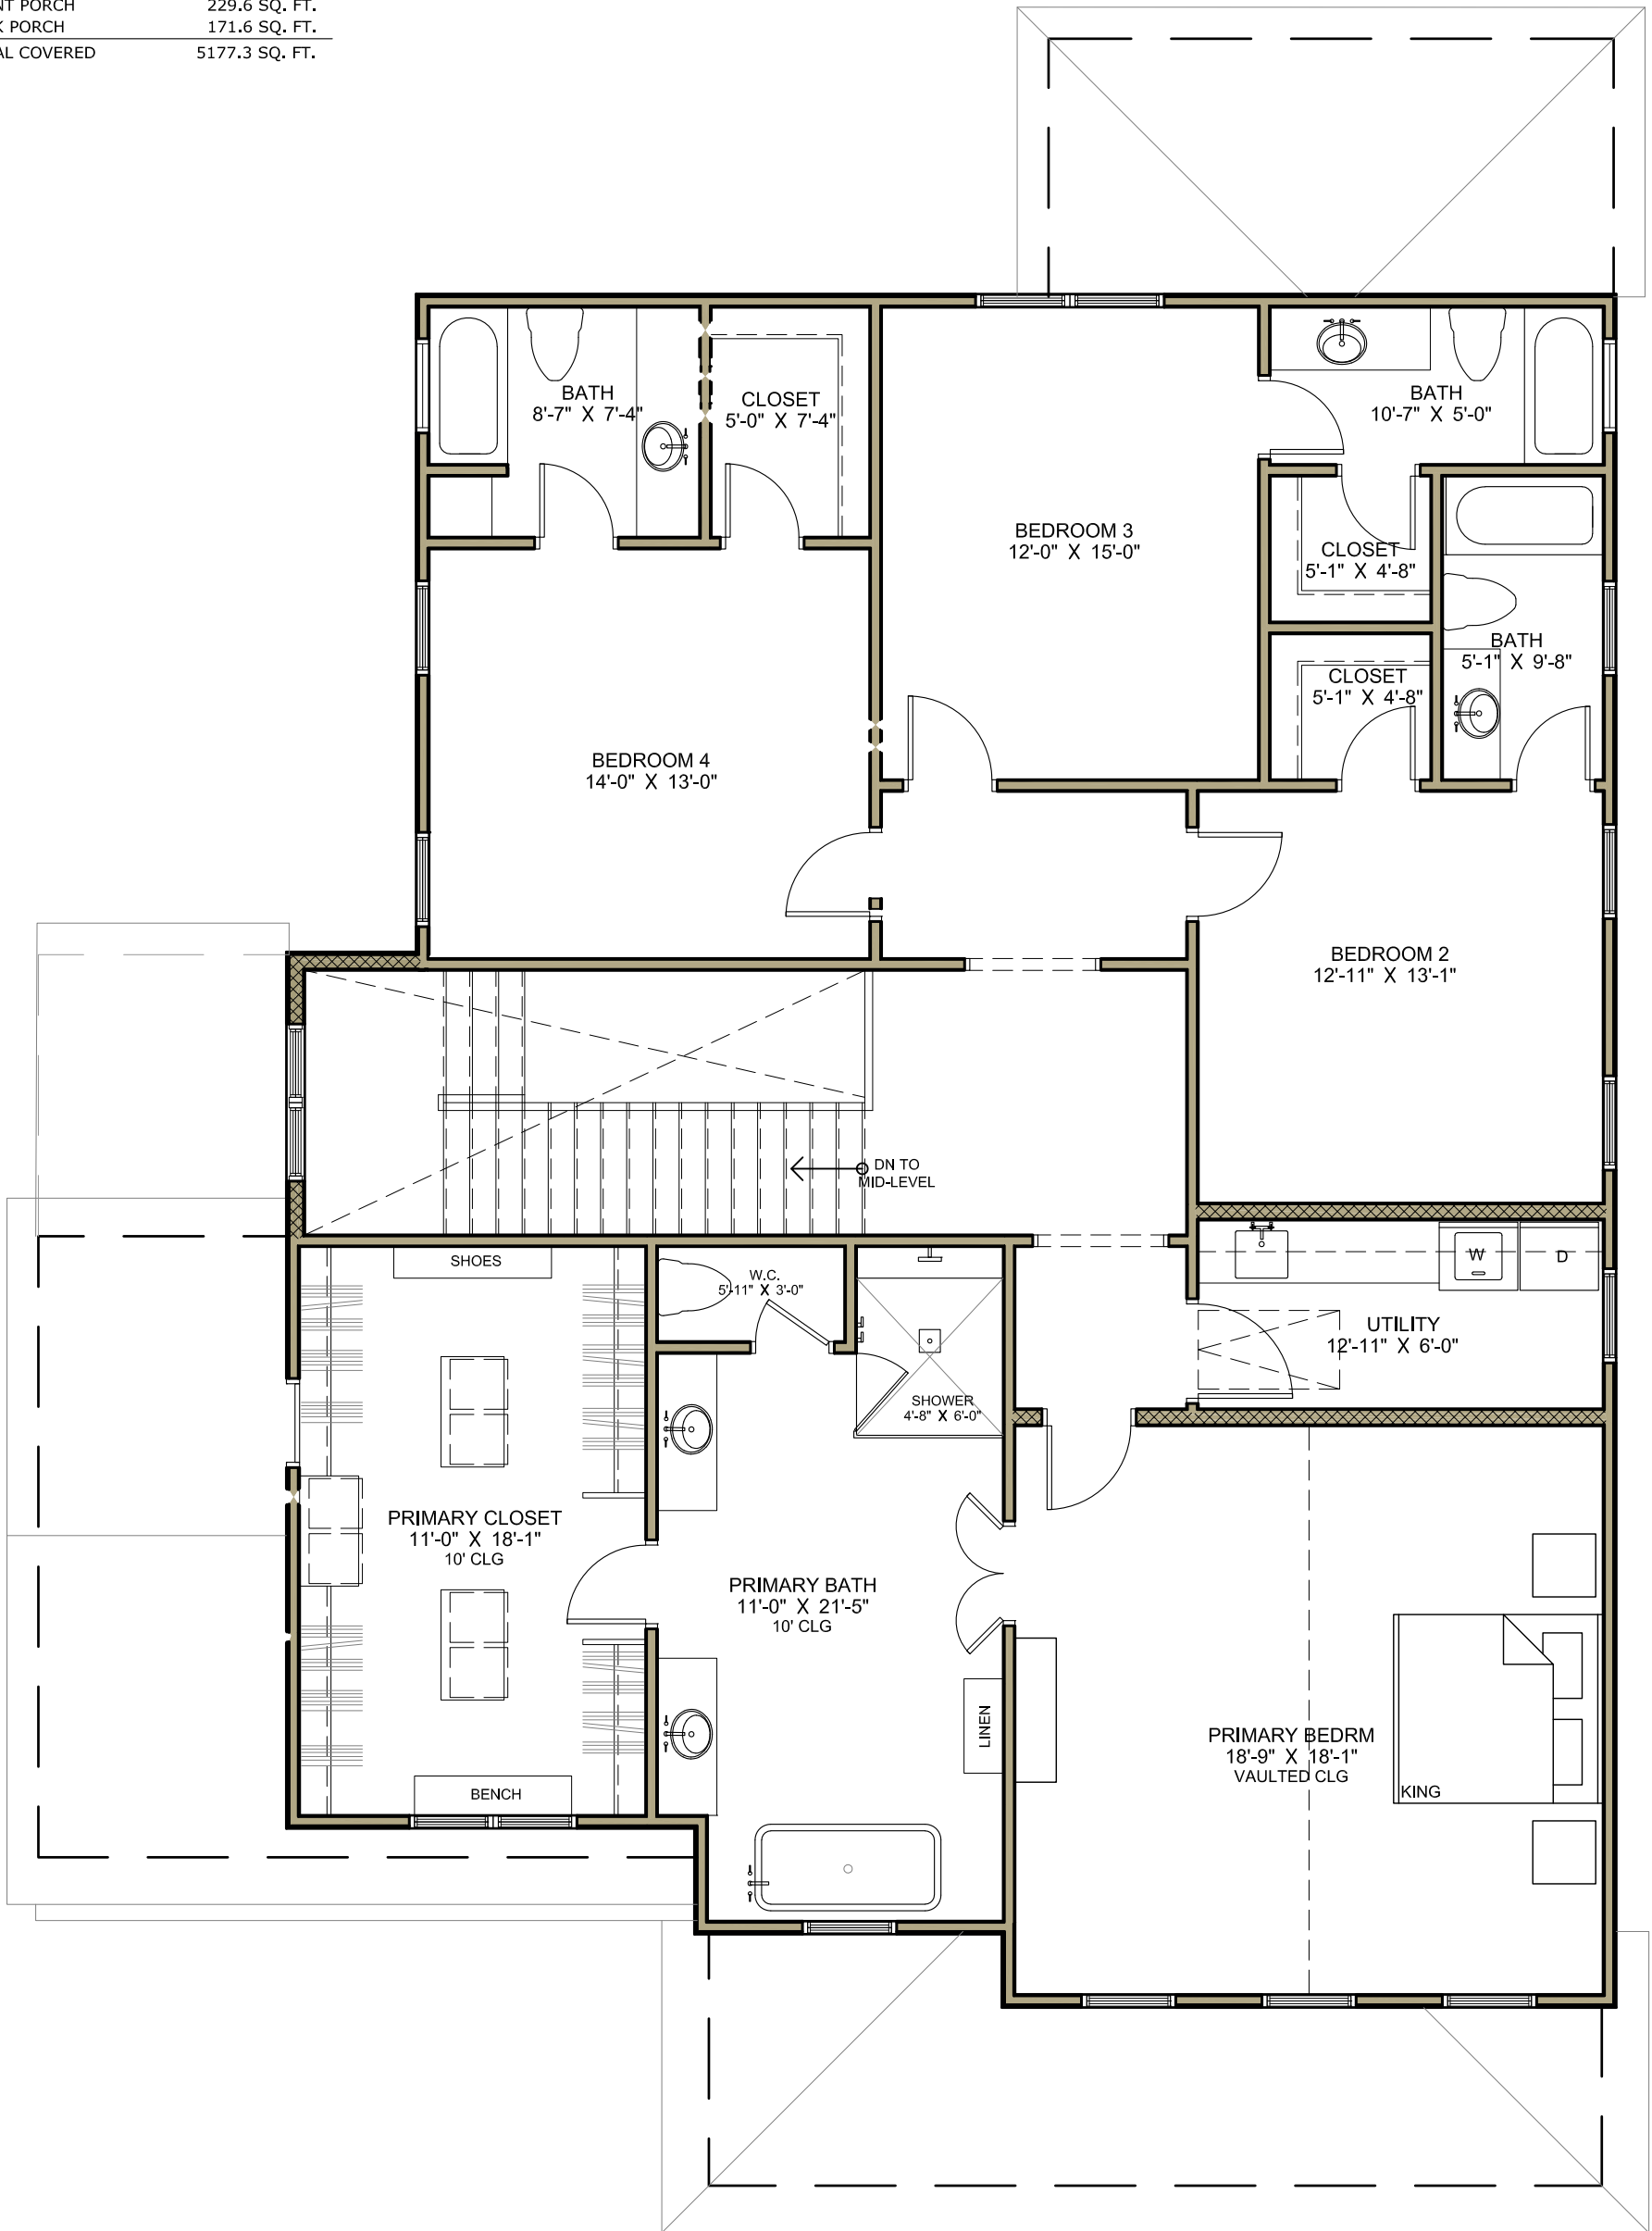 229.6 SQ. FT.
PORCH
171.6 SQ. FT.
COVERED
5177.3 SQ. FT.
BATH
8'-7" X 7'-4"
CLOSET
5'-0" X 7'-4"
BATH
10'-7" X 5'-0"
BEDROOM 3
12'-0" X 15'-0"
CLOSET
5'-1" X 4'-8"
BATH
5'-1" X 9'-8"
CLOSET
5'-1" X 4'-8"
BEDROOM 4
14'-0" X 13'-0"
BEDROOM 2
12'-11" X 13'-1"
DN TO
MID-LEVEL
SHOES
W.C.
5'-11" X 3'-0"
W
D
UTILITY
12'-11" X 6'-0"
SHOWER
4'-8" X 6'-0"
PRIMARY CLOSET
11'-0" X 18'-1"
10' CLG
PRIMARY BATH
11'-0" X 21'-5"
10' CLG
LINEN
PRIMARY BEDRM
18'-9" X 18'-1"
VAULTED CLG
KING
BENCH